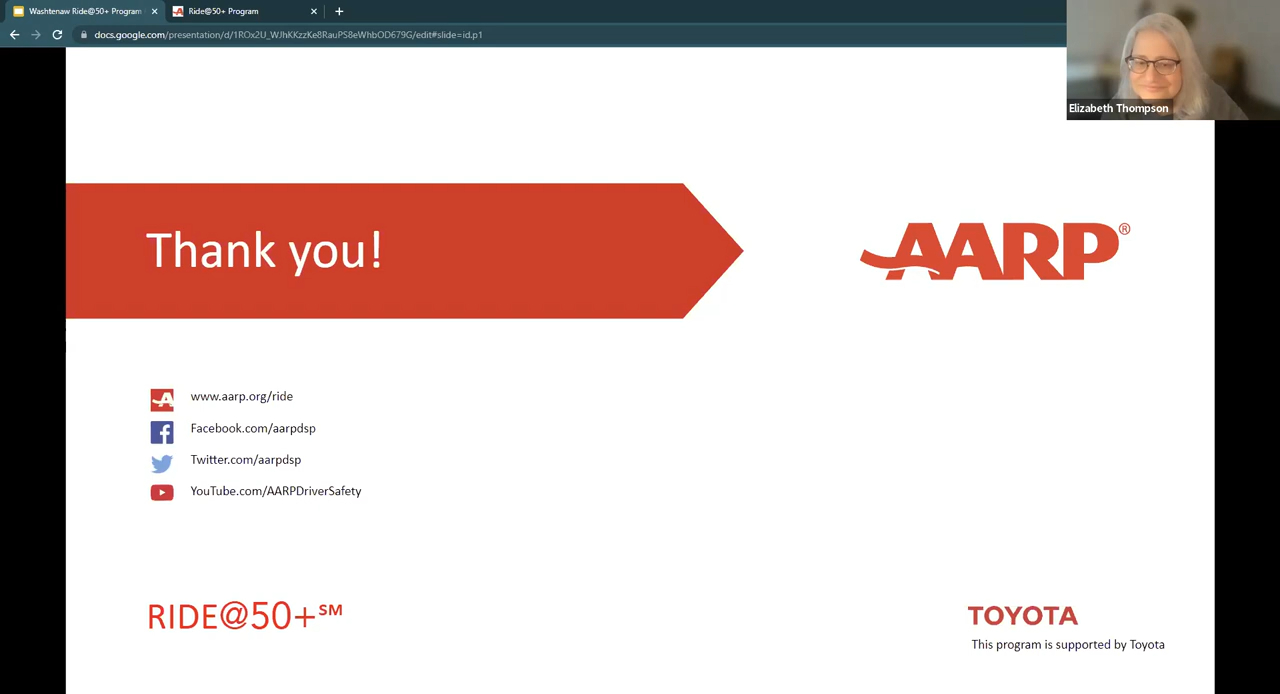 Washtenaw Ride@50+ Program
Ride@50+ Program
docs.google.com/presentation/d/1ROx2U_WJhKKzzKe8RauPS8eWhbOD679G/edit#slide=id.p1
Elizabeth Thompson
Thank you!
AARP®
www.aarp.org/ride
Facebook.com/aarpdsp
Twitter.com/aarpdsp
YouTube.com/AARPDriverSafety
RIDE@50+℠
TOYOTA
This program is supported by Toyota